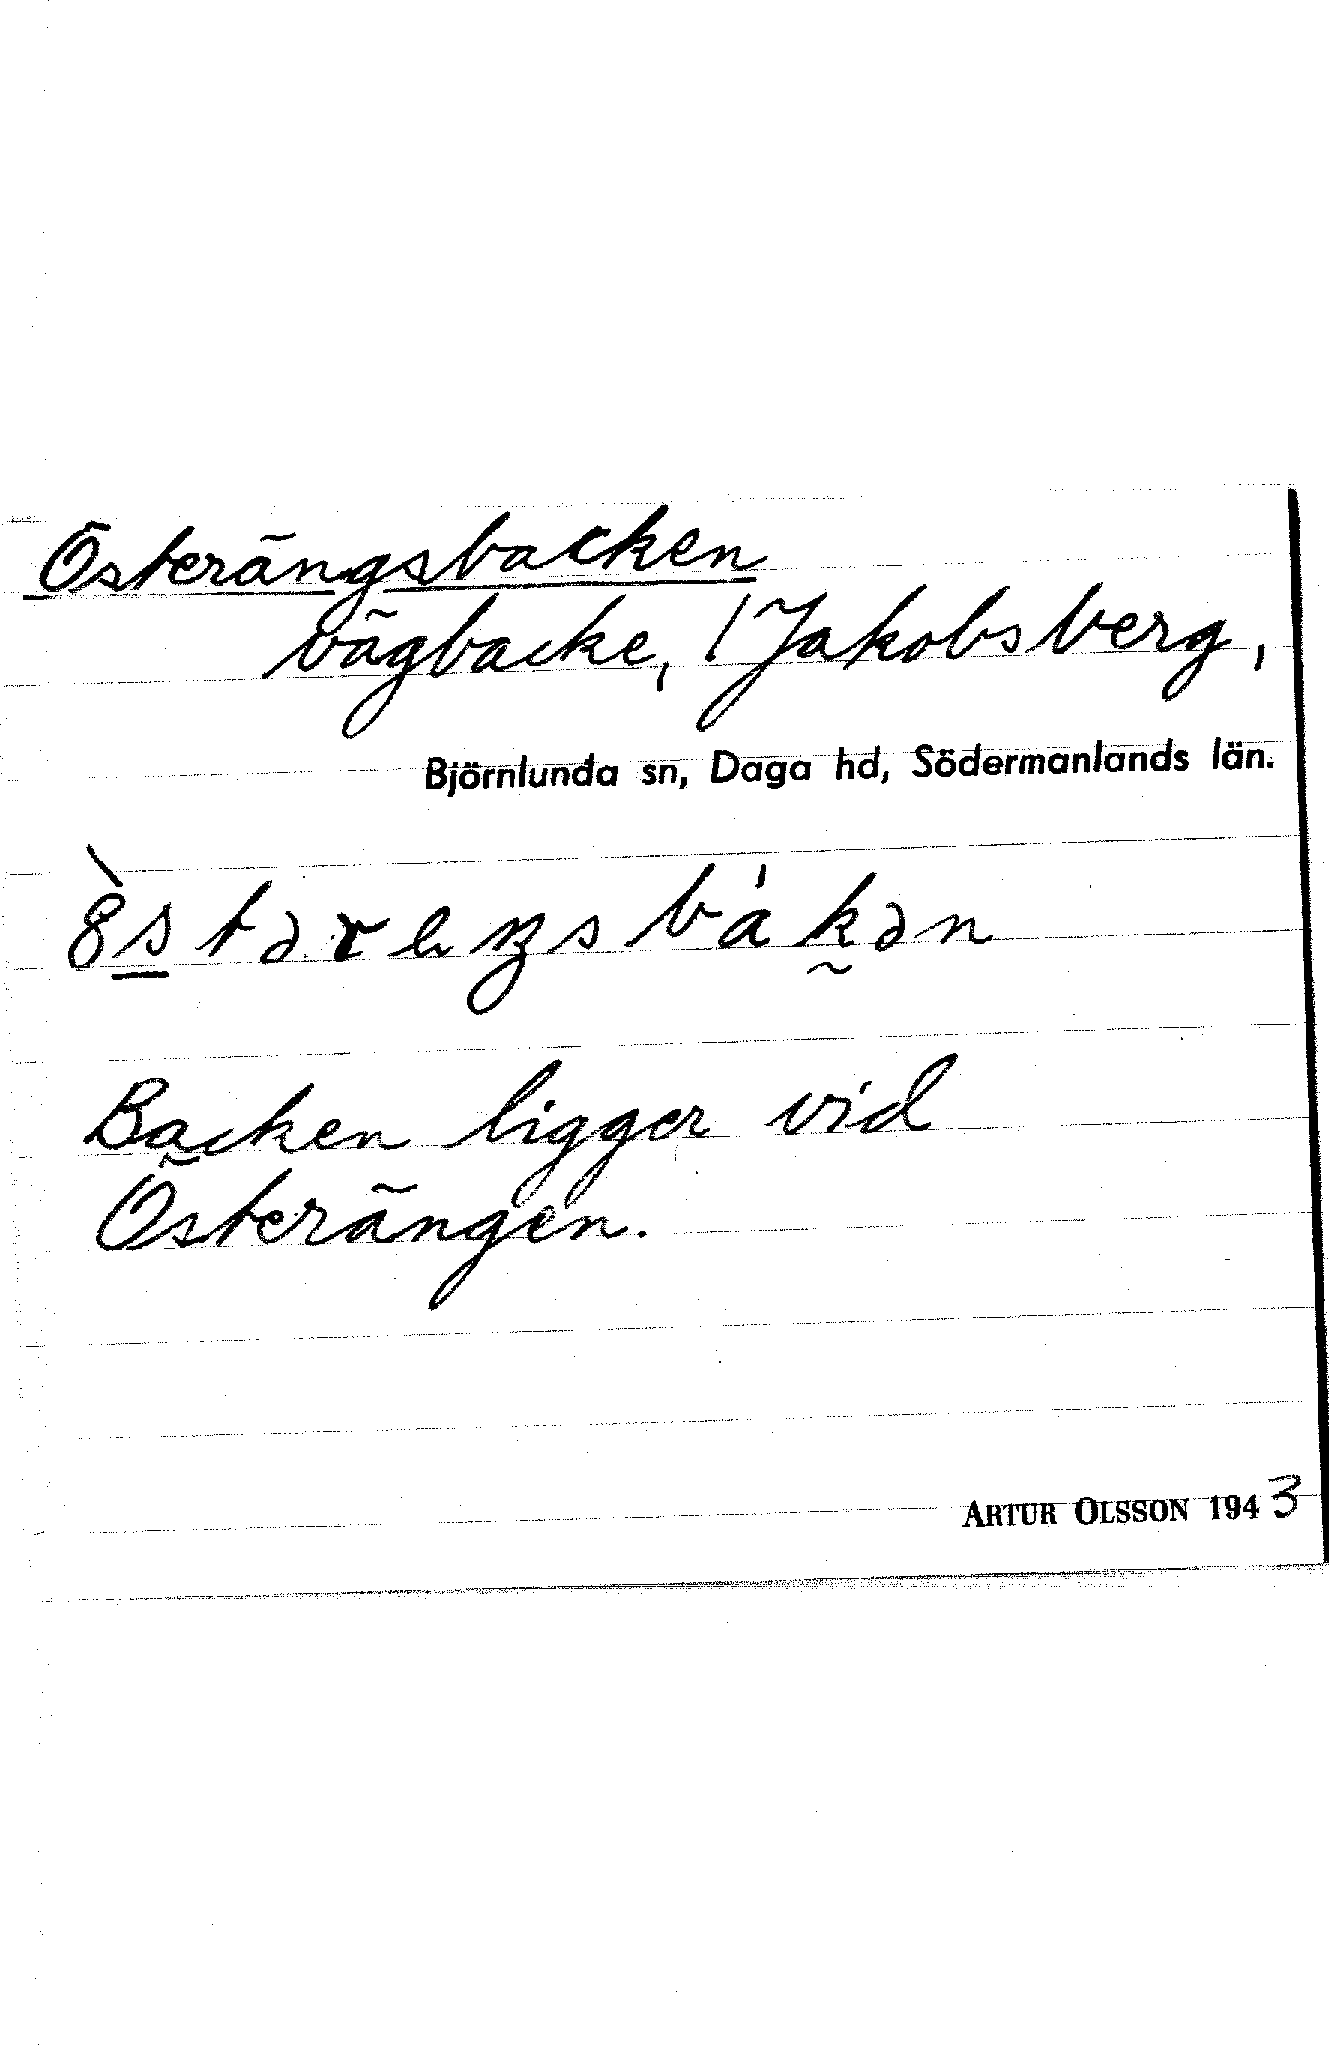 Österängsbacken
vägbacke, / Jakobsberg,
Björnlunda sn, Daga hd, Södermanlands län.
Backen ligger vid
Österängen.
ARTUR OLSSON 1943